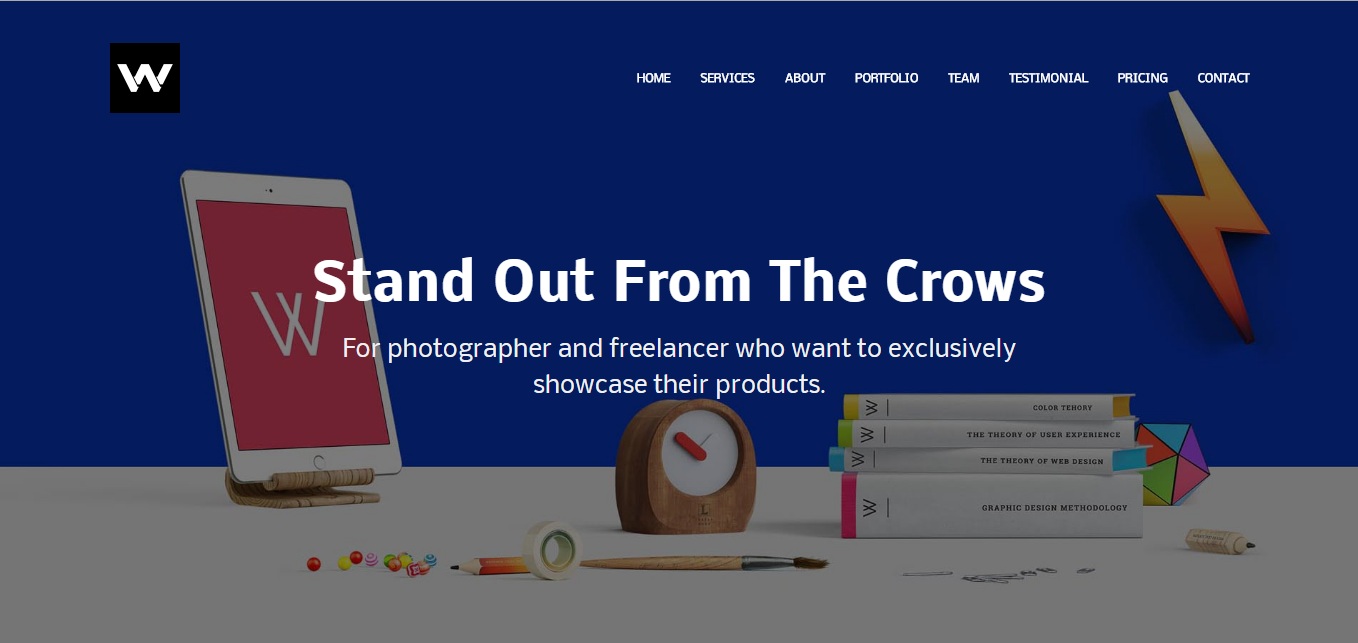 W
HOME SERVICES ABOUT PORTFOLIO TEAM TESTIMONIAL PRICING CONTACT
W
Stand Out From The Crows
For photographer and freelancer who want to exclusively
showcase their products.
W | COLOR TEHORY
W | THE THEORY OF USER EXPERIENCE
W | THE THEORY OF WEB DESIGN
W | GRAPHIC DESIGN METHODOLOGY
L